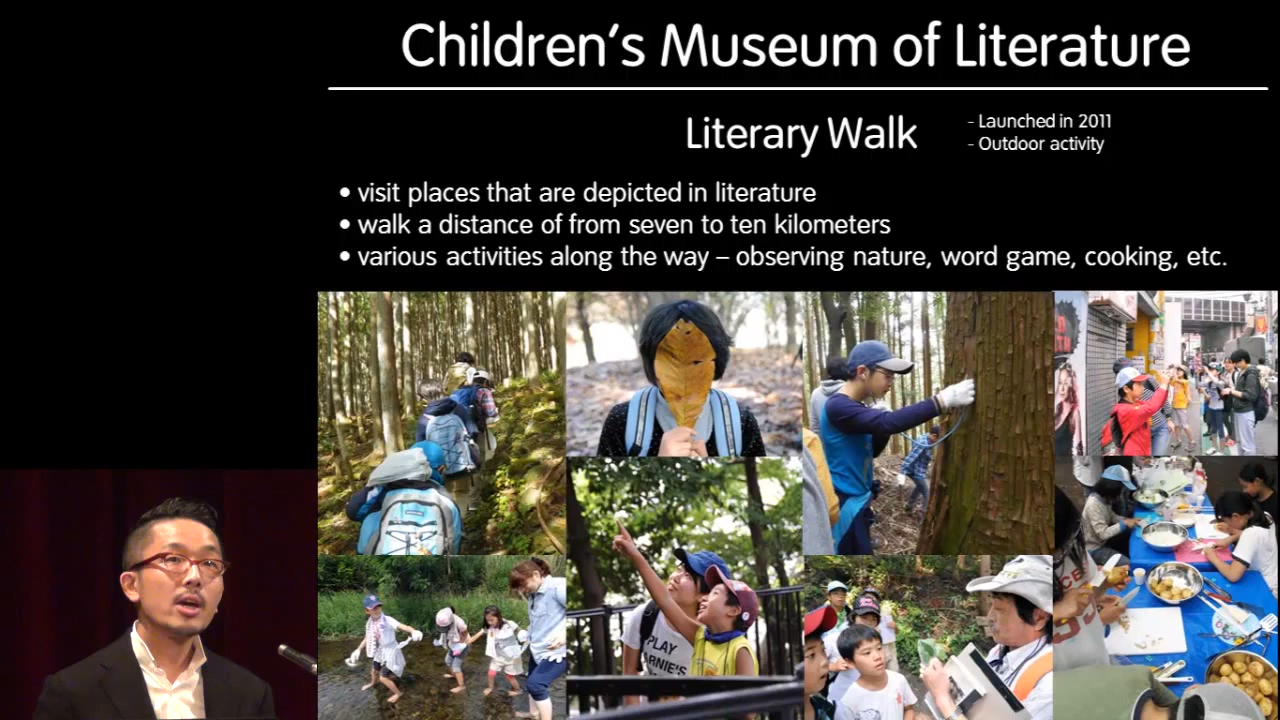 Children's Museum of Literature
Literary Walk
- Launched in 2011
- Outdoor activity
• visit places that are depicted in literature
• walk a distance of from seven to ten kilometers
• various activities along the way – observing nature, word game, cooking, etc.
PLAY